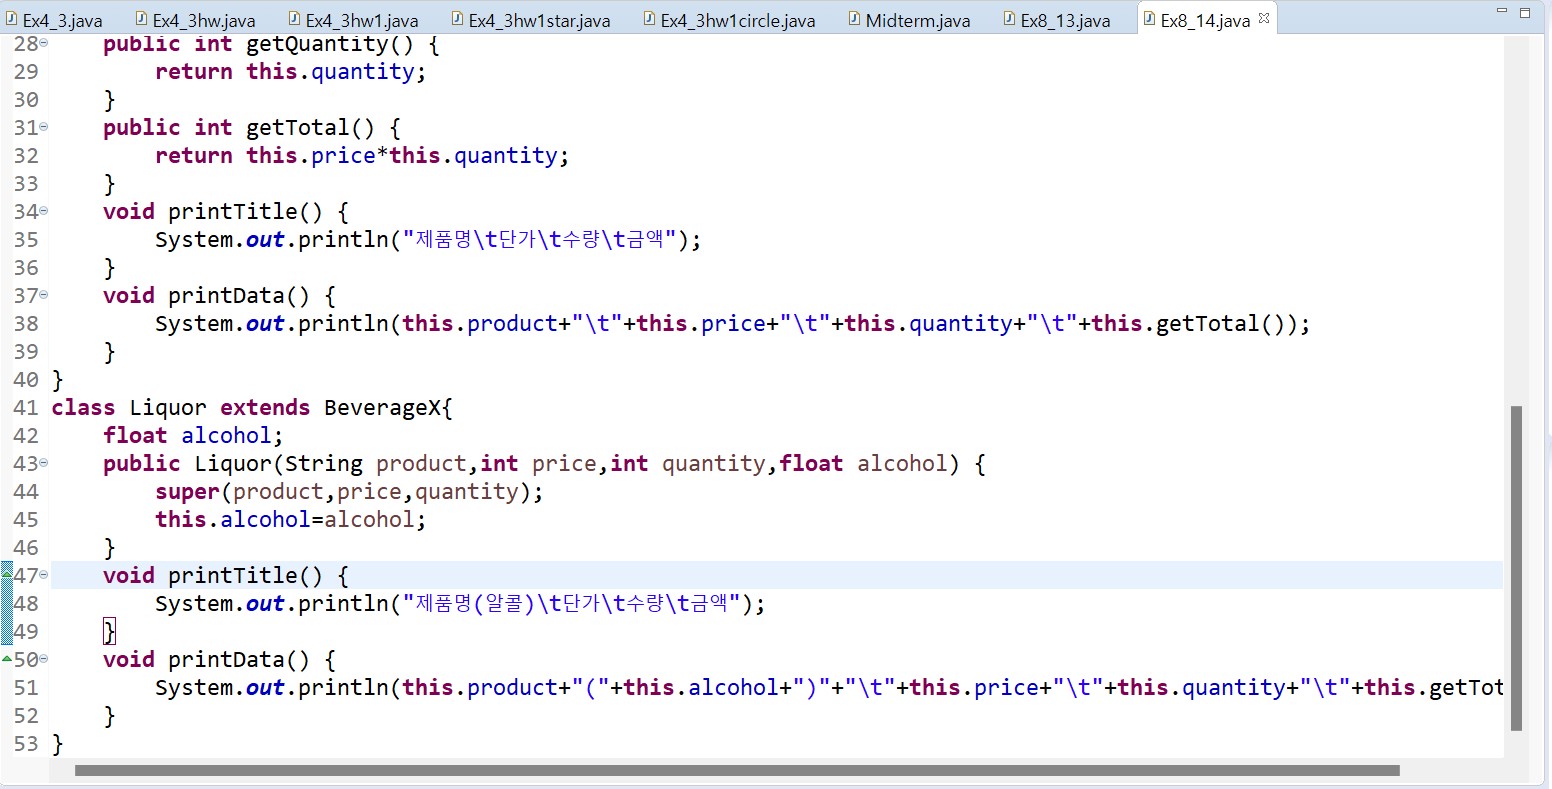 Ex4_3.java Ex4_3hw.java Ex4_3hw1.java Ex4_3hw1star.java Ex4_3hw1circle.java Midterm.java Ex8_13.java Ex8_14.java
28 public int getQuantity() {
29 return this.quantity;
30 }
31 public int getTotal() {
32 return this.price*this.quantity;
33 }
34 void printTitle() {
35 System.out.println("제품명\t단가\t수량\t금액");
36 }
37 void printData() {
38 System.out.println(this.product+"\t"+this.price+"\t"+this.quantity+"\t"+this.getTotal());
39 }
40 }
41 class Liquor extends BeverageX{
42 float alcohol;
43 public Liquor(String product,int price,int quantity,float alcohol) {
44 super(product,price,quantity);
45 this.alcohol=alcohol;
46 }
47 void printTitle() {
48 System.out.println("제품명(알콜)\t단가\t수량\t금액");
49 }
50 void printData() {
51 System.out.println(this.product+"("+this.alcohol+")"+"\t"+this.price+"\t"+this.quantity+"\t"+this.getTot
52 }
53 }